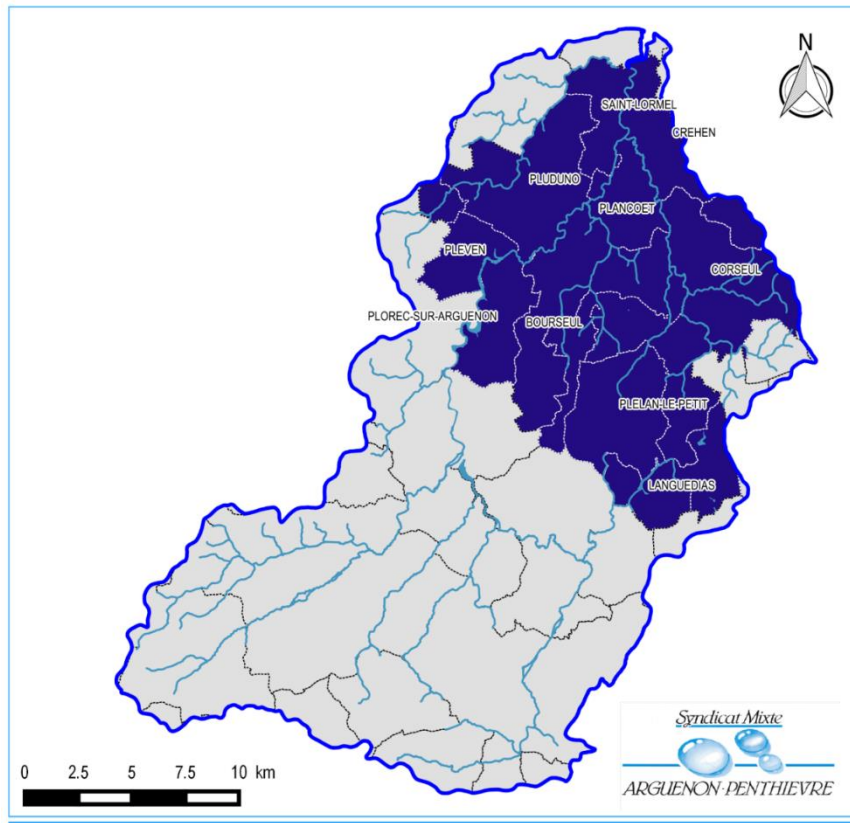 N
SAINT-LORMEL
CREHEN
PLUDUNO
PLANCOET
PLEVEN
CORSEUL
PLOREC-SUR-ARGUENON
BOURSEUL
PLELAN-LE-PETIT
LANGUEDIAS
0 2.5 5 7.5 10 km
Syndicat Mixte
ARGUENON-PENTHIEVRE